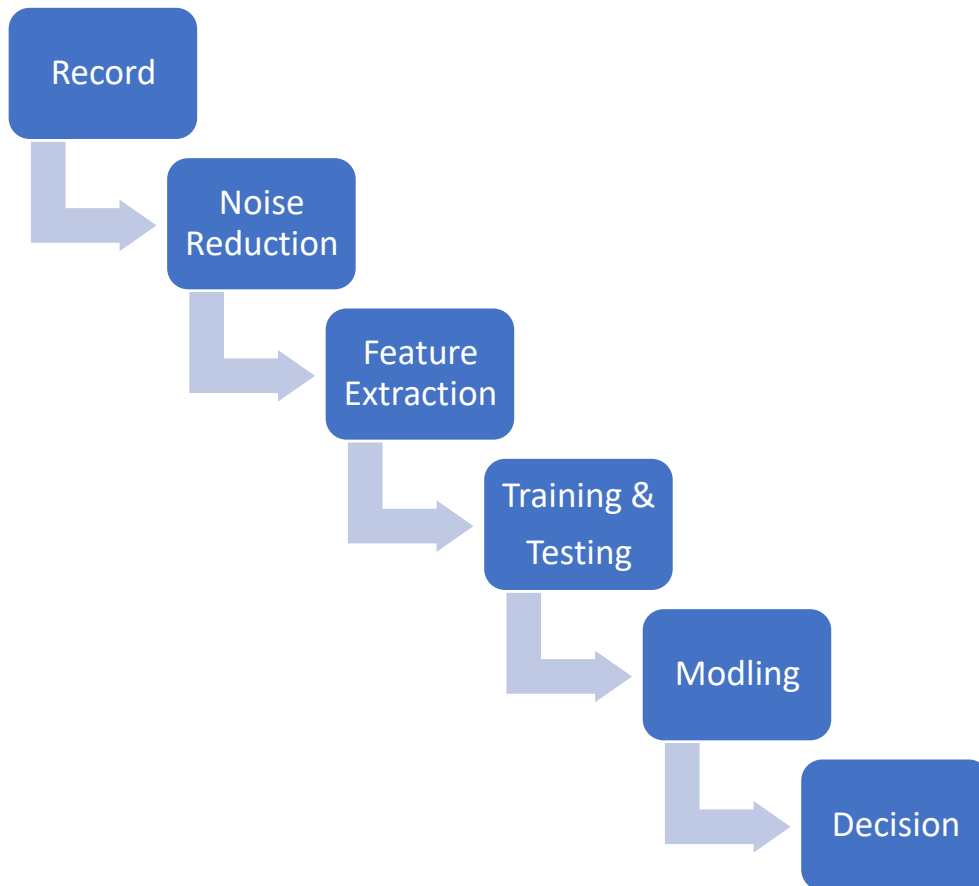 Record
Noise
Reduction
Feature
Extraction
Training &
Testing
Modling
Decision